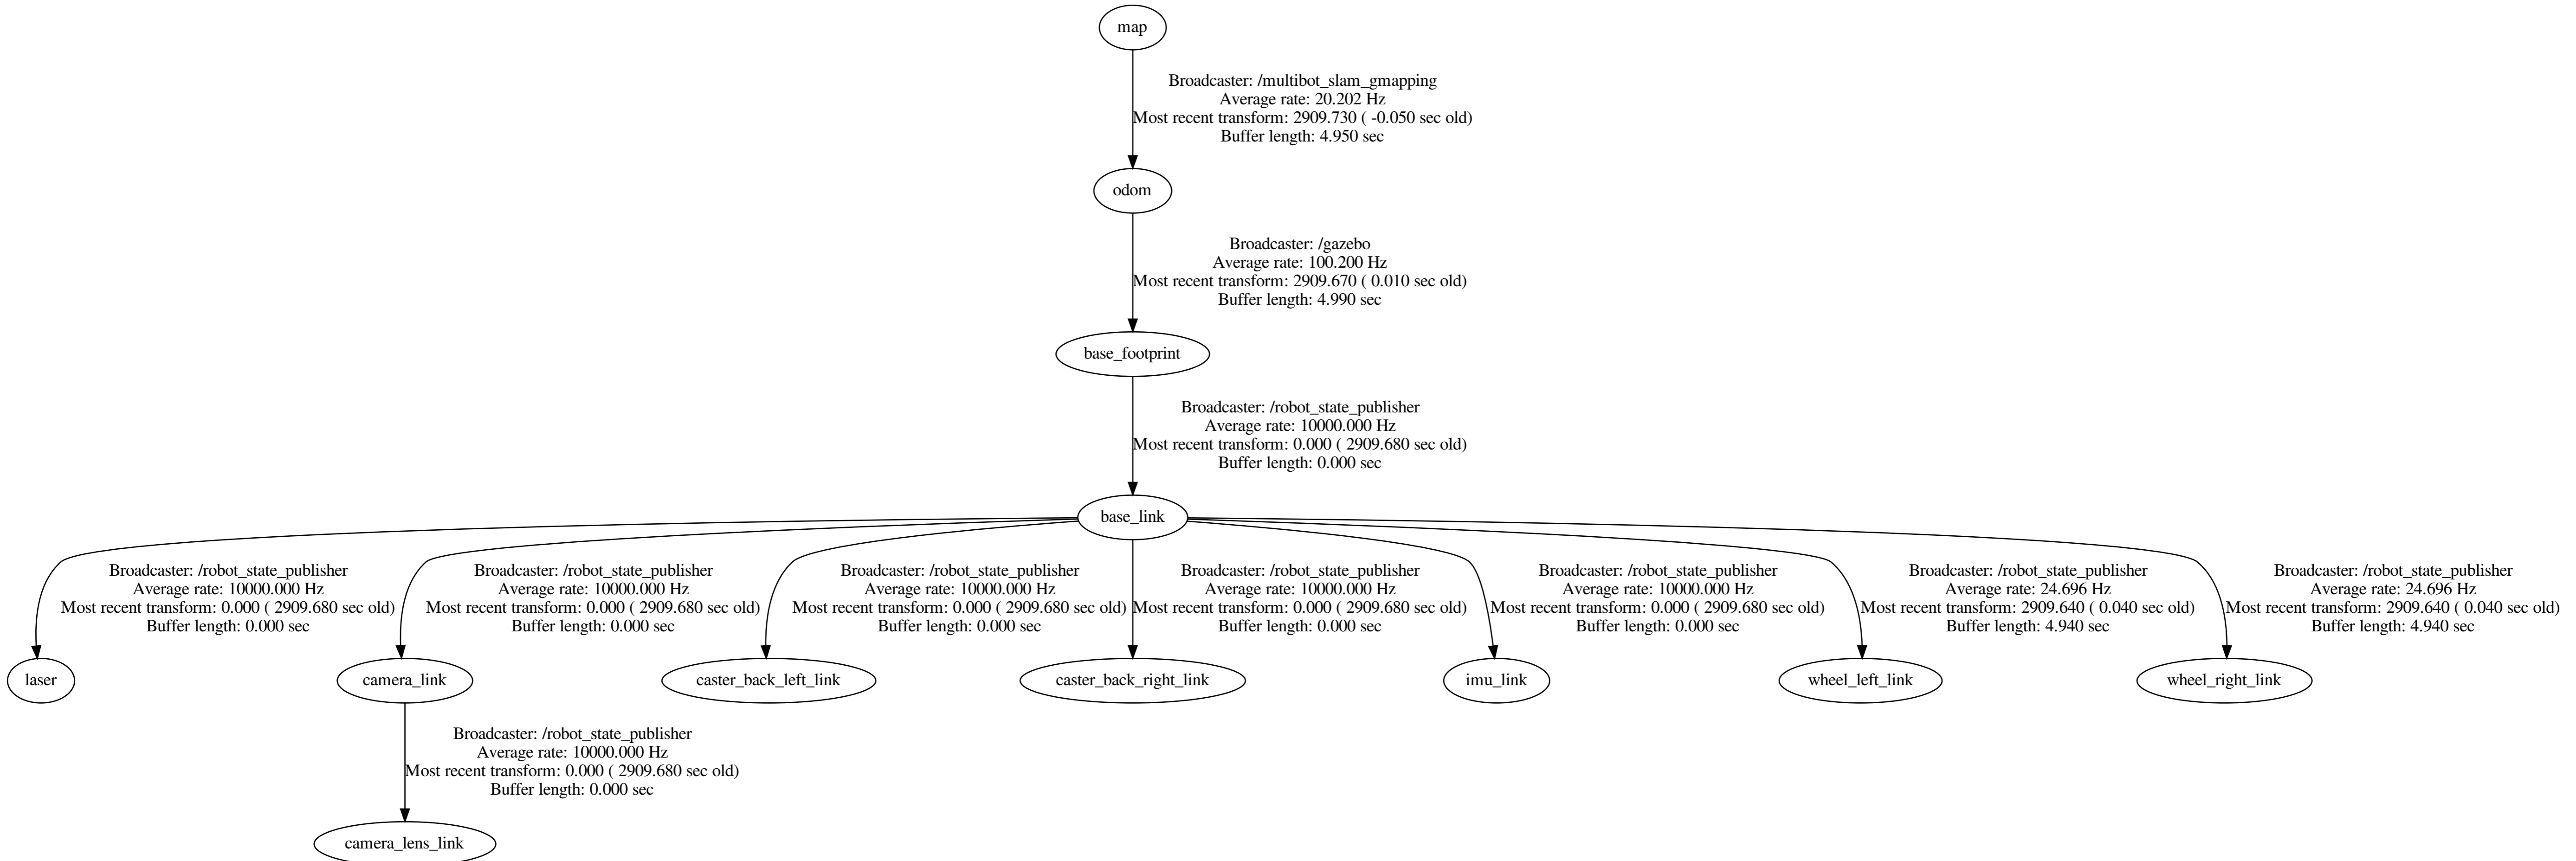 map
Broadcaster: /multibot_slam_gmapping
Average rate: 20.202 Hz
Most recent transform: 2909.730 ( -0.050 sec old)
Buffer length: 4.950 sec
odom
Broadcaster: /gazebo
Average rate: 100.200 Hz
Most recent transform: 2909.670 ( 0.010 sec old)
Buffer length: 4.990 sec
base_footprint
Broadcaster: /robot_state_publisher
Average rate: 10000.000 Hz
Most recent transform: 0.000 ( 2909.680 sec old)
Buffer length: 0.000 sec
base_link
Broadcaster: /robot_state_publisher
Average rate: 10000.000 Hz
Most recent transform: 0.000 ( 2909.680 sec old)
Buffer length: 0.000 sec
Broadcaster: /robot_state_publisher
Average rate: 10000.000 Hz
Most recent transform: 0.000 ( 2909.680 sec old)
Buffer length: 0.000 sec
Broadcaster: /robot_state_publisher
Average rate: 10000.000 Hz
Most recent transform: 0.000 ( 2909.680 sec old)
Buffer length: 0.000 sec
Broadcaster: /robot_state_publisher
Average rate: 10000.000 Hz
Most recent transform: 0.000 ( 2909.680 sec old)
Buffer length: 0.000 sec
Broadcaster: /robot_state_publisher
Average rate: 10000.000 Hz
Most recent transform: 0.000 ( 2909.680 sec old)
Buffer length: 0.000 sec
Broadcaster: /robot_state_publisher
Average rate: 24.696 Hz
Most recent transform: 2909.640 ( 0.040 sec old)
Buffer length: 4.940 sec
Broadcaster: /robot_state_publisher
Average rate: 24.696 Hz
Most recent transform: 2909.640 ( 0.040 sec old)
Buffer length: 4.940 sec
laser
camera_link
caster_back_left_link
caster_back_right_link
imu_link
wheel_left_link
wheel_right_link
Broadcaster: /robot_state_publisher
Average rate: 10000.000 Hz
Most recent transform: 0.000 ( 2909.680 sec old)
Buffer length: 0.000 sec
camera_lens_link